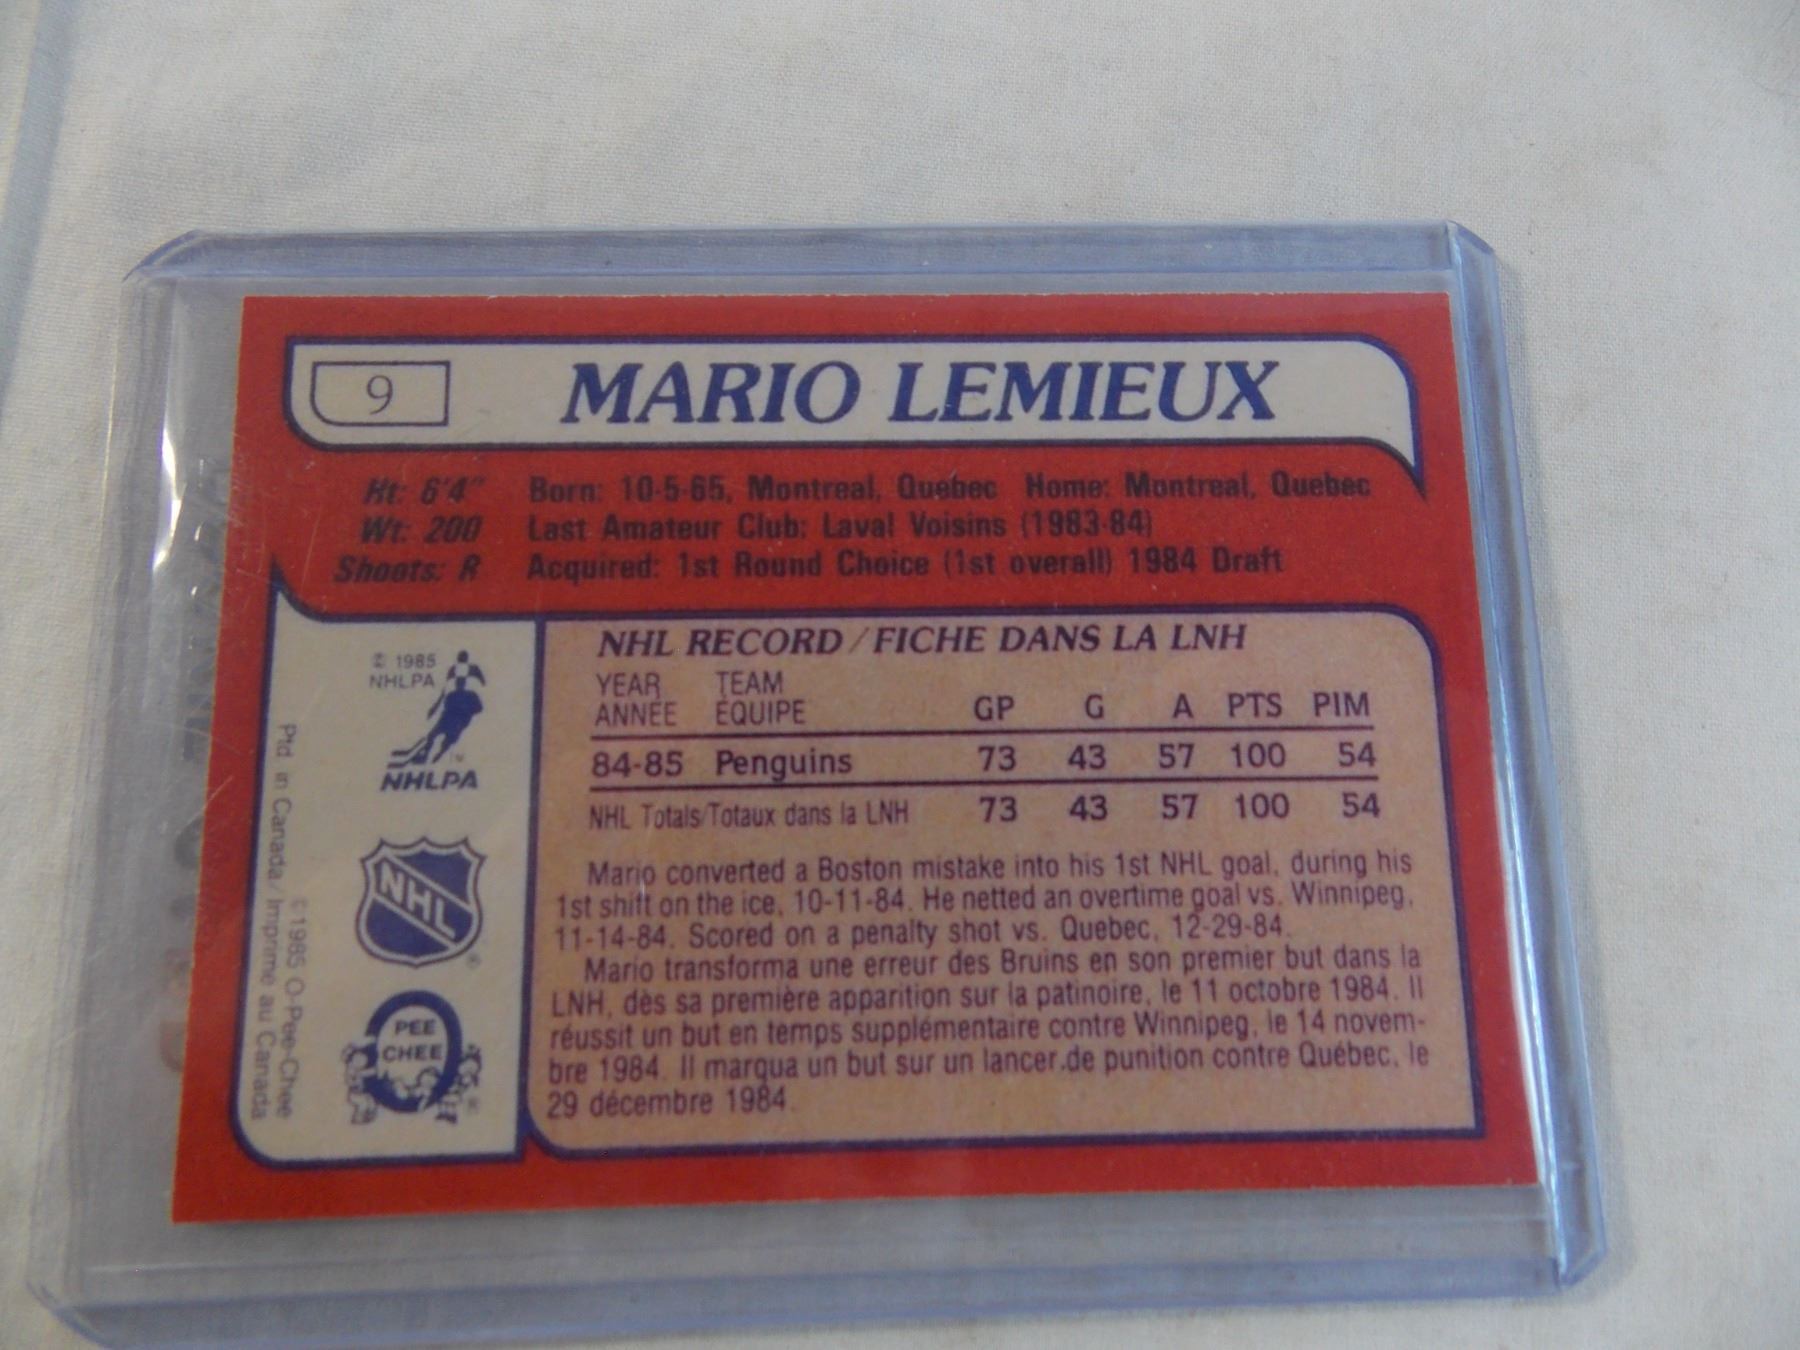 9 MARIO LEMIEUX
Ht: 6'4" Born: 10-5-65, Montreal, Quebec Home: Montreal, Quebec
Wt: 200 Last Amateur Club: Laval Voisins (1983-84)
Shoots: R Acquired: 1st Round Choice (1st overall) 1984 Draft
© 1985
NHLPA
NHLPA
NHL
PEE
CHEE
Ptd. in Canada/Imprimé au Canada
© 1985 O-Pee-Chee
NHL RECORD/FICHE DANS LA LNH
YEAR TEAM
ANNÉE ÉQUIPE GP G A PTS PIM
84-85 Penguins 73 43 57 100 54
NHL Totals/Totaux dans la LNH 73 43 57 100 54
Mario converted a Boston mistake into his 1st NHL goal, during his
1st shift on the ice, 10-11-84. He netted an overtime goal vs. Winnipeg,
11-14-84. Scored on a penalty shot vs. Quebec, 12-29-84.
Mario transforma une erreur des Bruins en son premier but dans la
LNH, dès sa première apparition sur la patinoire, le 11 octobre 1984. Il
réussit un but en temps supplémentaire contre Winnipeg, le 14 novem-
bre 1984. Il marqua un but sur un lancer de punition contre Québec, le
29 décembre 1984.